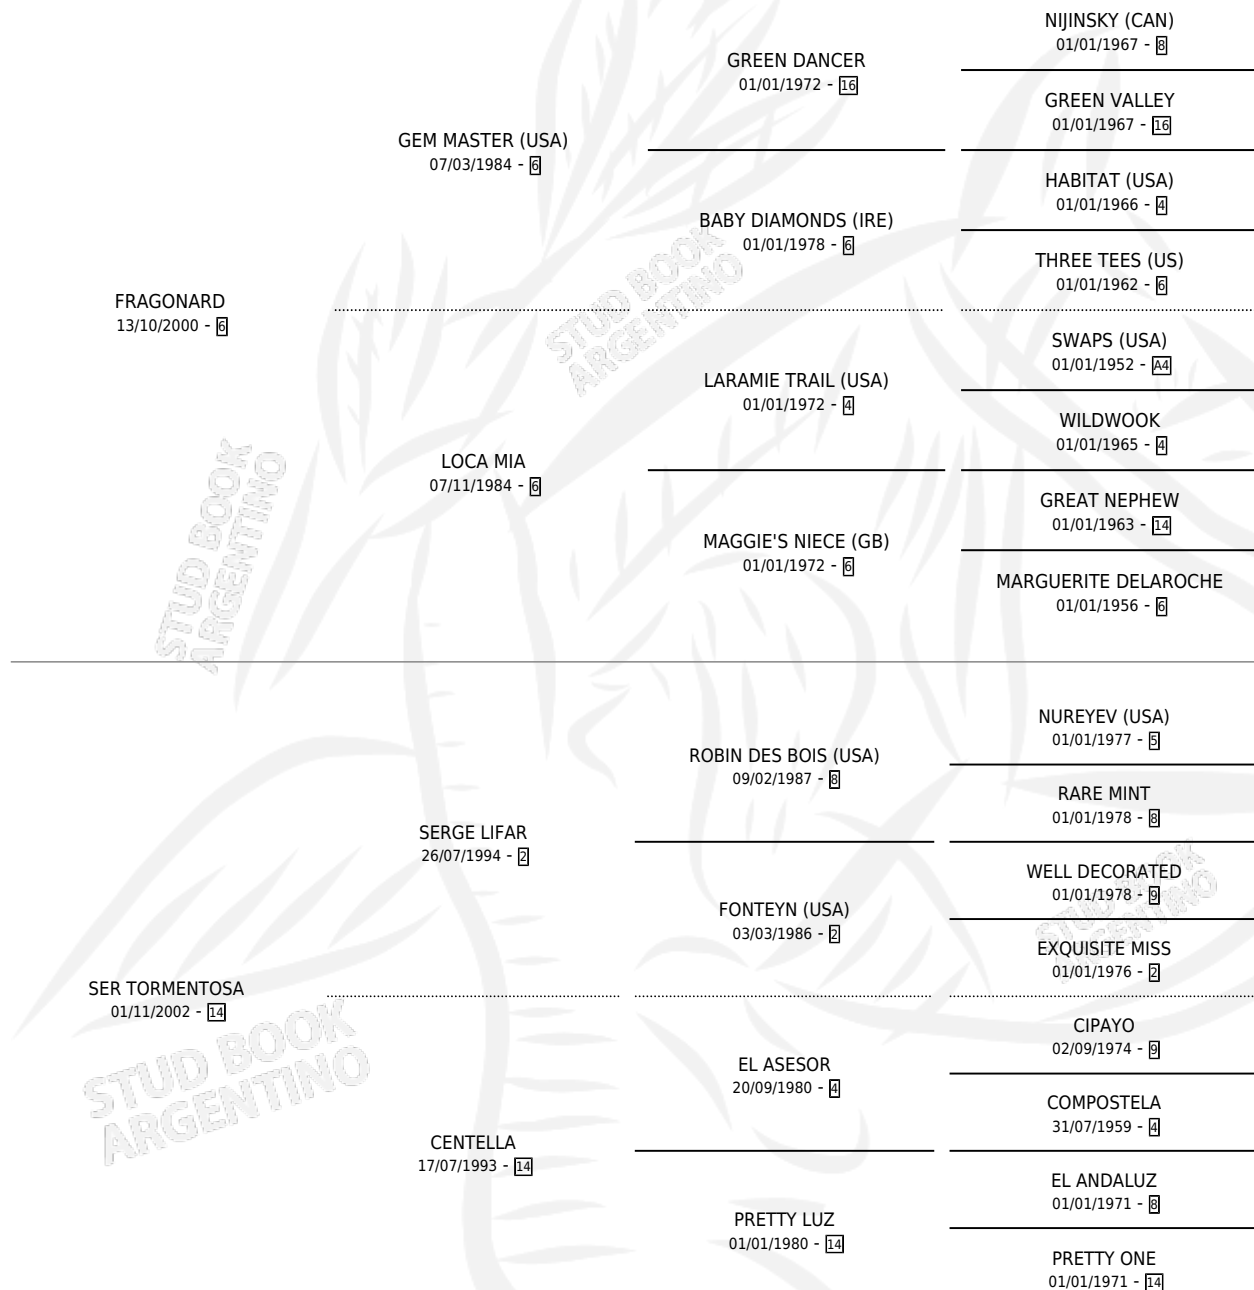 NIJINSKY (CAN)
01/01/1967 - 8
GREEN DANCER
01/01/1972 - 16
GREEN VALLEY
01/01/1967 - 16
GEM MASTER (USA)
07/03/1984 - 6
HABITAT (USA)
01/01/1966 - 4
BABY DIAMONDS (IRE)
01/01/1978 - 6
THREE TEES (US)
01/01/1962 - 6
FRAGONARD
13/10/2000 - 6
SWAPS (USA)
01/01/1952 - A4
LARAMIE TRAIL (USA)
01/01/1972 - 4
WILDWOOK
01/01/1965 - 4
LOCA MIA
07/11/1984 - 6
GREAT NEPHEW
01/01/1963 - 14
MAGGIE'S NIECE (GB)
01/01/1972 - 6
MARGUERITE DELAROCHE
01/01/1956 - 6
NUREYEV (USA)
01/01/1977 - 5
ROBIN DES BOIS (USA)
09/02/1987 - 8
RARE MINT
01/01/1978 - 8
SERGE LIFAR
26/07/1994 - 2
WELL DECORATED
01/01/1978 - 9
FONTEYN (USA)
03/03/1986 - 2
EXQUISITE MISS
01/01/1976 - 2
SER TORMENTOSA
01/11/2002 - 14
CIPAYO
02/09/1974 - 9
EL ASESOR
20/09/1980 - 4
COMPOSTELA
31/07/1959 - 4
CENTELLA
17/07/1993 - 14
EL ANDALUZ
01/01/1971 - 8
PRETTY LUZ
01/01/1980 - 14
PRETTY ONE
01/01/1971 - 14
STUD BOOK
ARGENTINO
STUD BOOK
ARGENTINO
STUD BOOK
ARGENTINO
STUD BOOK
ARGENTINO